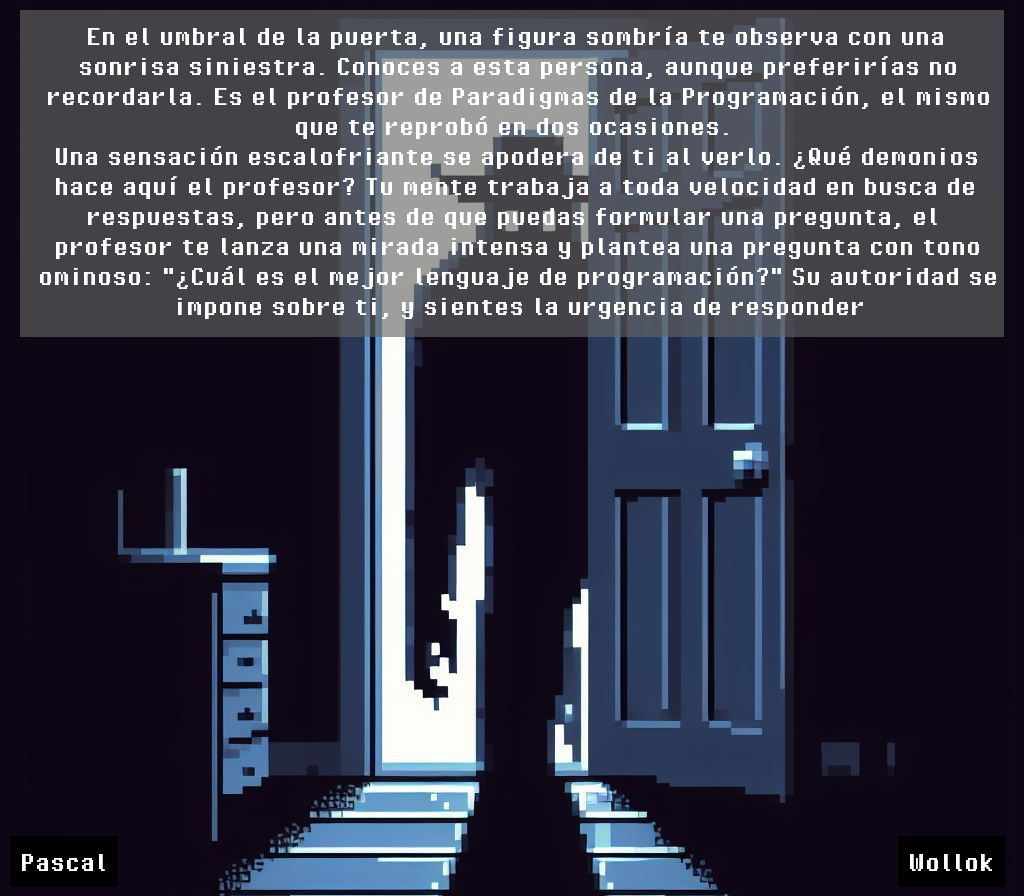 En el umbral de la puerta, una figura sombría te observa con una
sonrisa siniestra. Conoces a esta persona, aunque preferirías no
recordarla. Es el profesor de Paradigmas de la Programación, el mismo
que te reprobó en dos ocasiones.
Una sensación escalofriante se apodera de ti al verlo. ¿Qué demonios
hace aquí el profesor? Tu mente trabaja a toda velocidad en busca de
respuestas, pero antes de que puedas formular una pregunta, el
profesor te lanza una mirada intensa y plantea una pregunta con tono
ominoso: "¿Cuál es el mejor lenguaje de programación?" Su autoridad se
impone sobre ti, y sientes la urgencia de responder
Pascal
Wollok